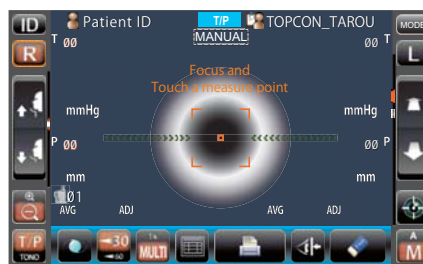 ID Patient ID T/P TOPCON_TAROU MODE
R T 00 MANUAL 00 T L
Focus and
Touch a measure point
mmHg mmHg
P 00 00 P
mm mm
01
AVG ADJ AVG ADJ
T/P TONO 30 60 MULTI A M